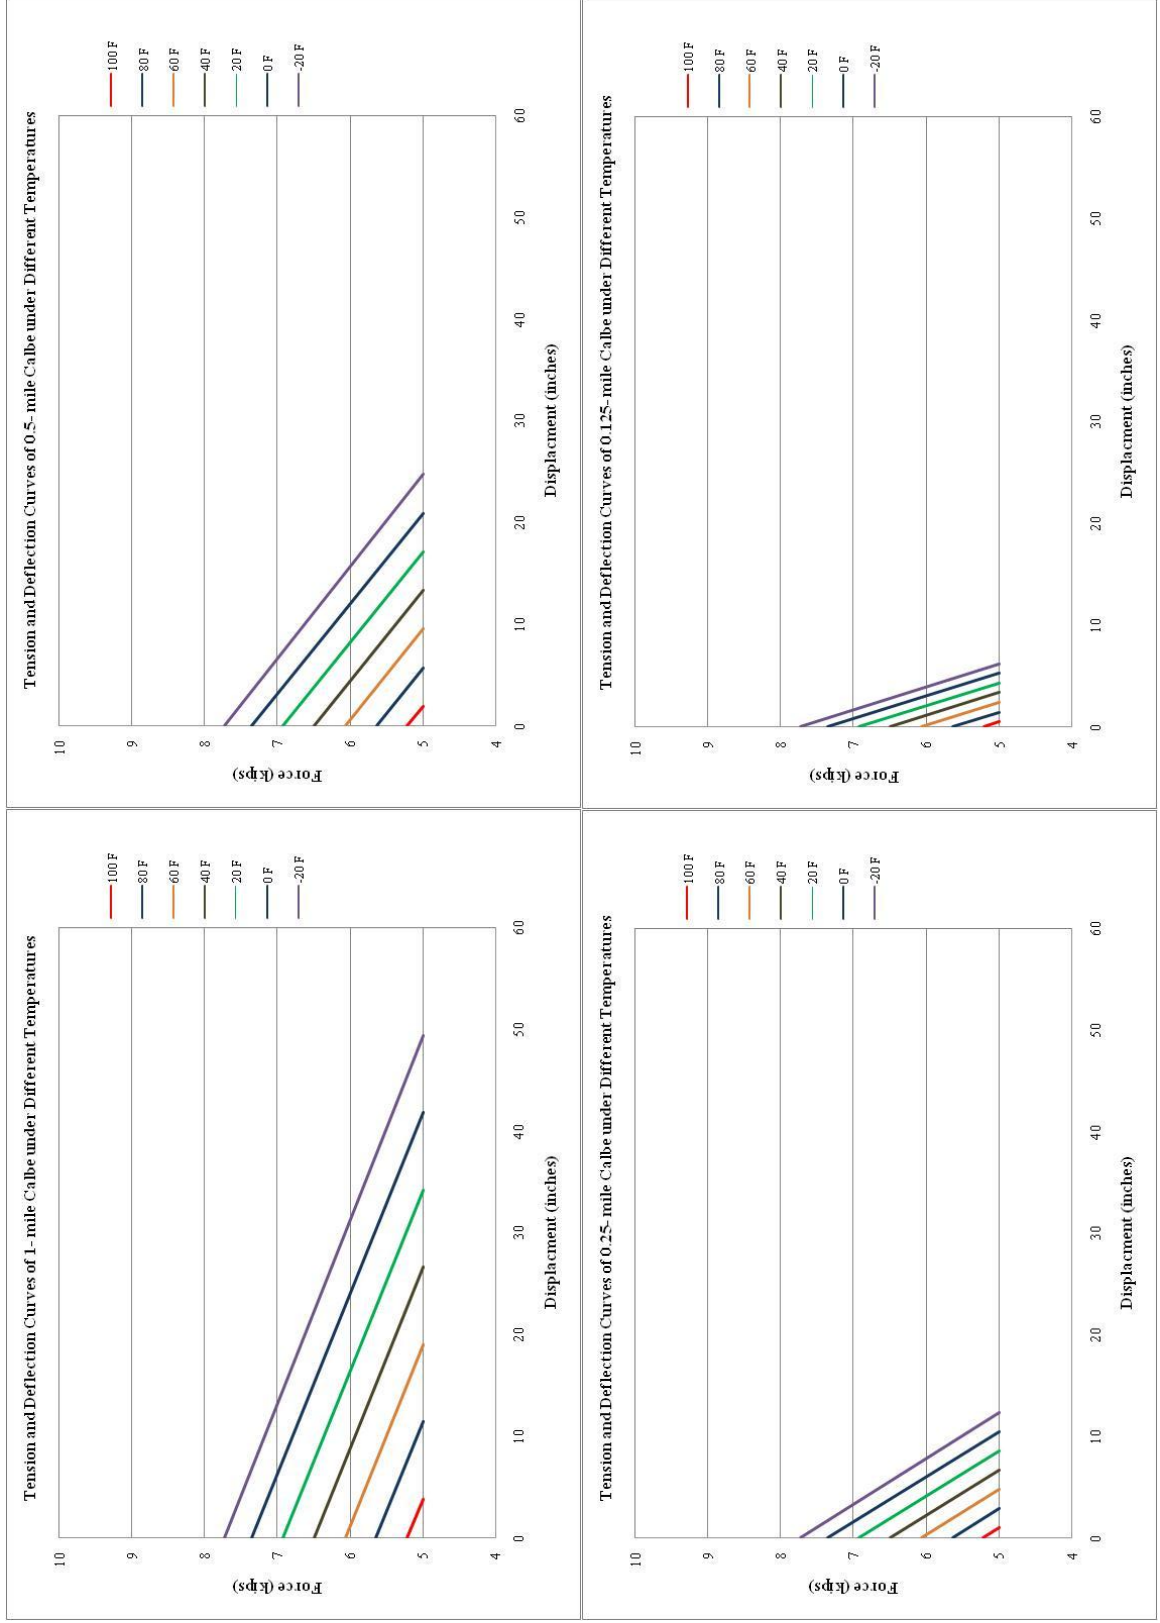 Tension and Deflection Curves of 1- mile Calbe under Different Temperatures
10
9
8
7
6
5
4
Force (kips)
0
10
20
30
40
50
60
Displacment (inches)
100 F
80 F
60 F
40 F
20 F
0 F
-20 F
Tension and Deflection Curves of 0.5- mile Calbe under Different Temperatures
10
9
8
7
6
5
4
Force (kips)
0
10
20
30
40
50
60
Displacment (inches)
100 F
80 F
60 F
40 F
20 F
0 F
-20 F
Tension and Deflection Curves of 0.25- mile Calbe under Different Temperatures
10
9
8
7
6
5
4
Force (kips)
0
10
20
30
40
50
60
Displacment (inches)
100 F
80 F
60 F
40 F
20 F
0 F
-20 F
Tension and Deflection Curves of 0.125- mile Calbe under Different Temperatures
10
9
8
7
6
5
4
Force (kips)
0
10
20
30
40
50
60
Displacment (inches)
100 F
80 F
60 F
40 F
20 F
0 F
-20 F